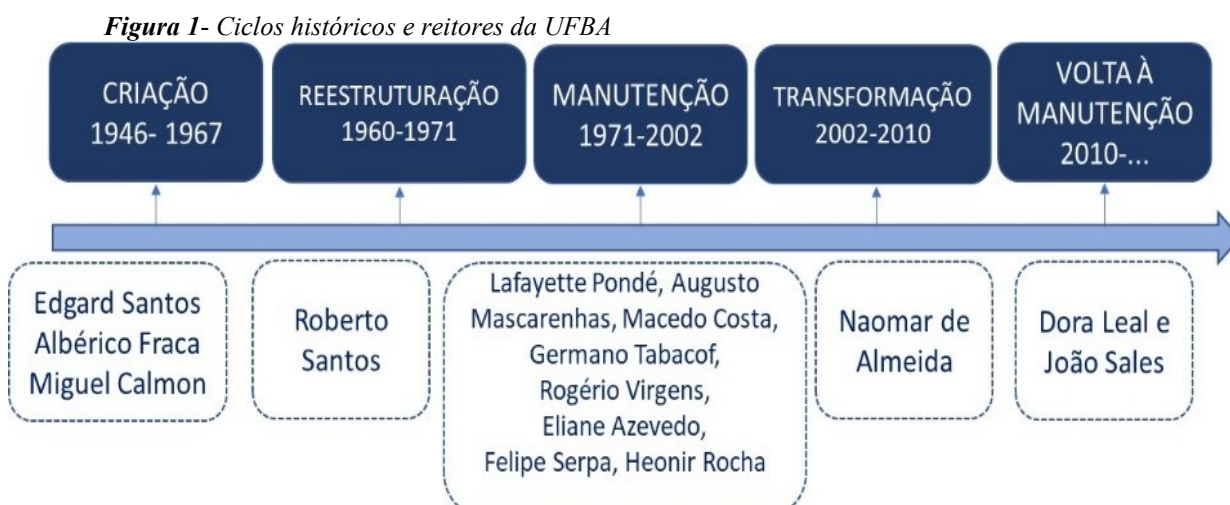 Figura 1- Ciclos históricos e reitores da UFBA
CRIAÇÃO
1946- 1967
REESTRUTURAÇÃO
1960-1971
MANUTENÇÃO
1971-2002
TRANSFORMAÇÃO
2002-2010
VOLTA À
MANUTENÇÃO
2010-...
Edgard Santos
Albérico Fraca
Miguel Calmon
Roberto
Santos
Lafayette Pondé, Augusto
Mascarenhas, Macedo Costa,
Germano Tabacof,
Rogério Virgens,
Eliane Azevedo,
Felipe Serpa, Heonir Rocha
Naomar de
Almeida
Dora Leal e
João Sales